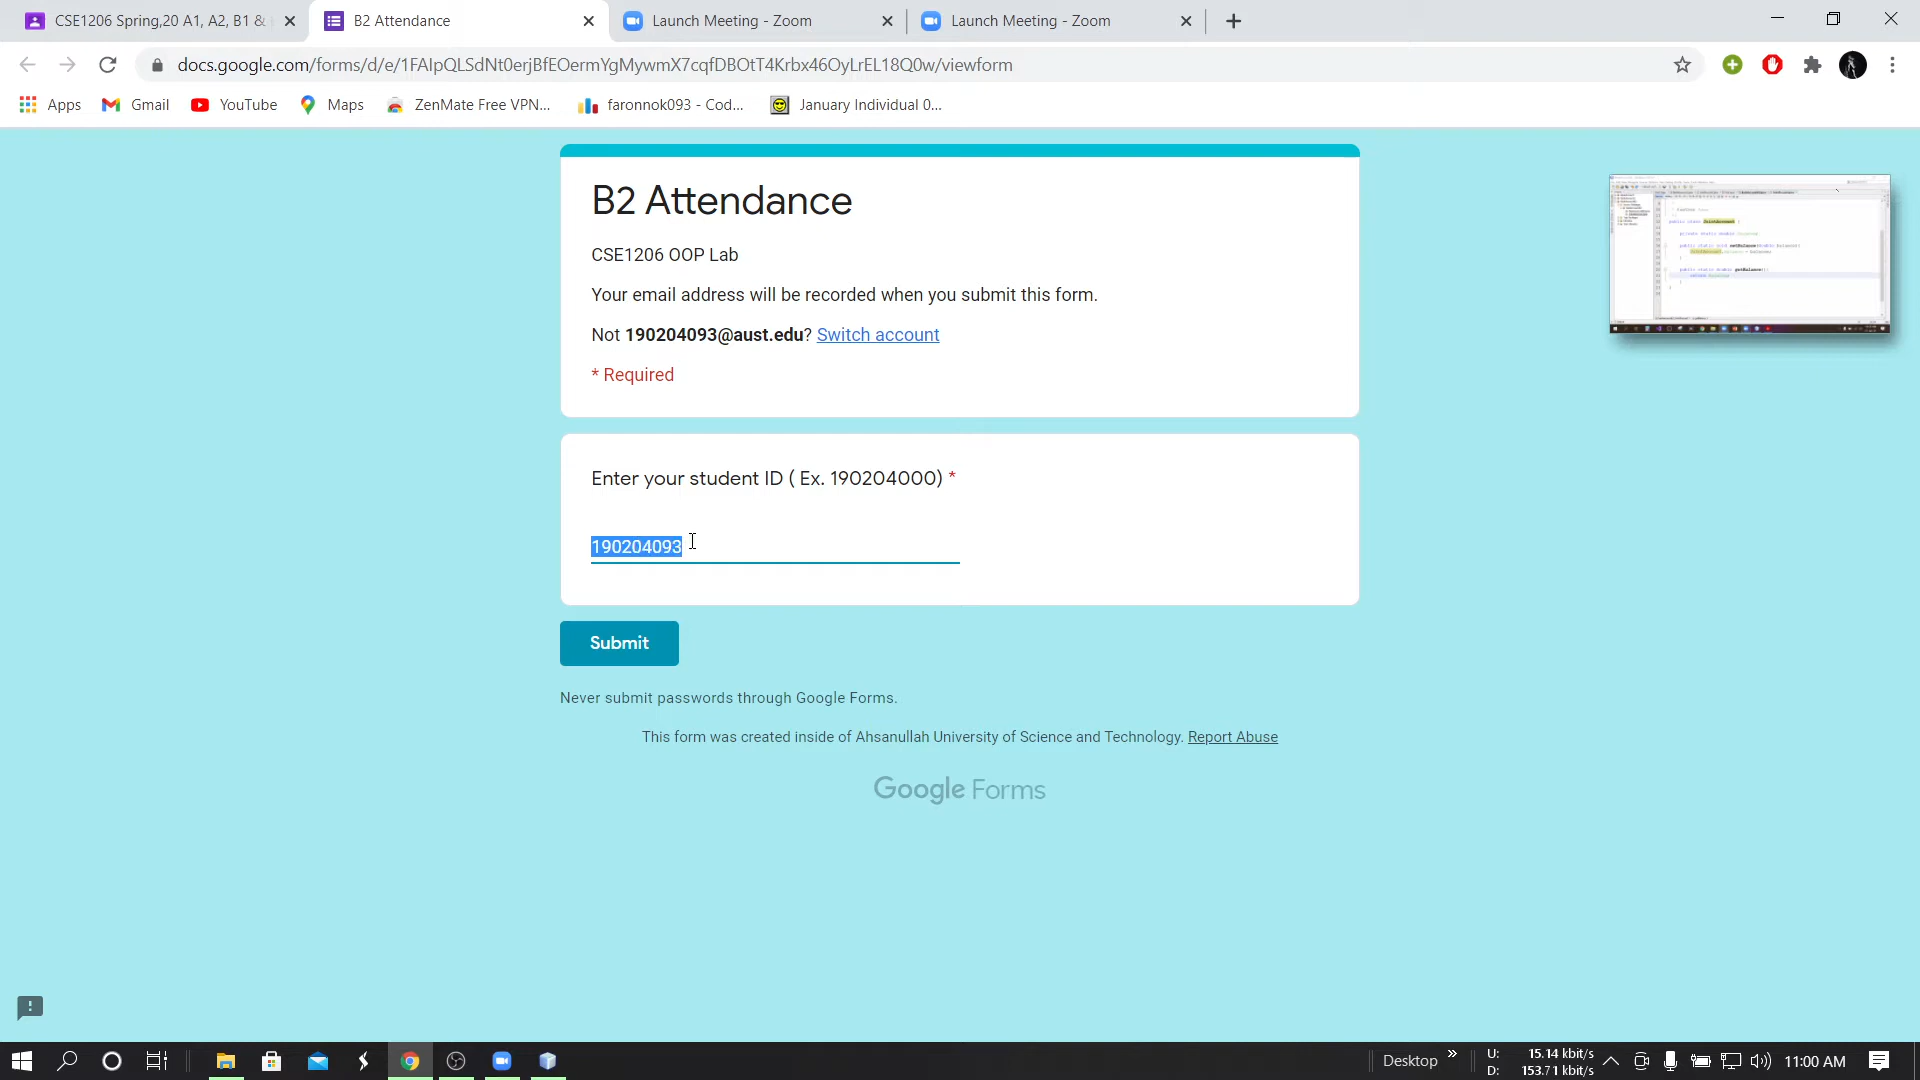 CSE1206 Spring,20 A1, A2, B1 &
B2 Attendance
Launch Meeting - Zoom
Launch Meeting - Zoom
docs.google.com/forms/d/e/1FAIpQLSdNt0erjBfEOermYgMywmX7cqfDBOtT4Krbx46OyLrEL18Q0w/viewform
Apps
Gmail
YouTube
Maps
ZenMate Free VPN...
faronnok093 - Cod...
January Individual 0...
B2 Attendance
CSE1206 OOP Lab
Your email address will be recorded when you submit this form.
Not 190204093@aust.edu? Switch account
* Required
Enter your student ID ( Ex. 190204000) *
190204093
Submit
Never submit passwords through Google Forms.
This form was created inside of Ahsanullah University of Science and Technology. Report Abuse
Google Forms
Desktop
U: 15.14 kbit/s
D: 153.71 kbit/s
11:00 AM